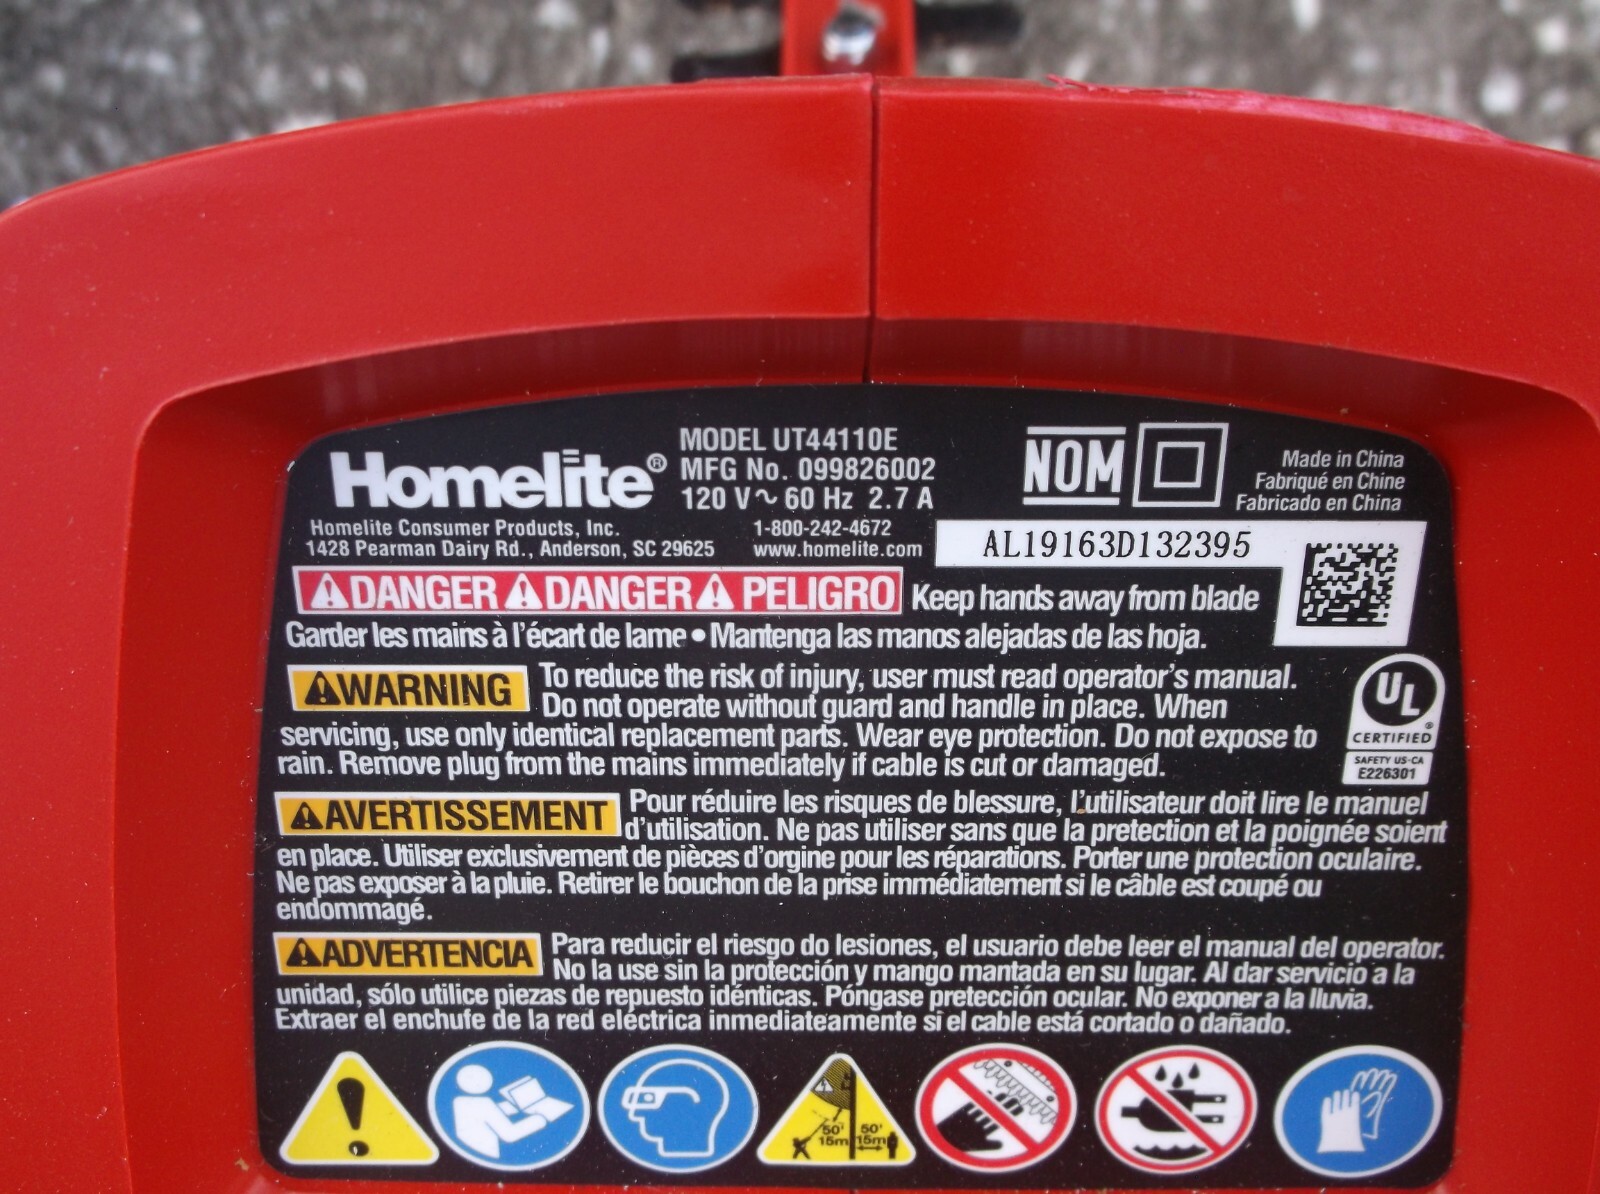 Homelite®
MODEL UT44110E
MFG No. 099826002
120 V~ 60 Hz 2.7 A
NOM
Made in China
Fabriqué en Chine
Fabricado en China
Homelite Consumer Products, Inc.
1-800-242-4672
1428 Pearman Dairy Rd., Anderson, SC 29625
www.homelite.com
AL19163D132395
DANGER DANGER PELIGRO Keep hands away from blade
Garder les mains à l'écart de lame • Mantenga las manos alejadas de las hoja.
WARNING To reduce the risk of injury, user must read operator's manual.
Do not operate without guard and handle in place. When
servicing, use only identical replacement parts. Wear eye protection. Do not expose to
rain. Remove plug from the mains immediately if cable is cut or damaged.
UL®
CERTIFIED
SAFETY US-CA
E226301
AVERTISSEMENT Pour réduire les risques de blessure, l'utilisateur doit lire le manuel
d'utilisation. Ne pas utiliser sans que la pretection et la poignée soient
en place. Utiliser exclusivement de pièces d'orgine pour les réparations. Porter une protection oculaire.
Ne pas exposer à la pluie. Retirer le bouchon de la prise immédiatement si le câble est coupé ou
endommagé.
ADVERTENCIA Para reducir el riesgo do lesiones, el usuario debe leer el manual del operator.
No la use sin la protección y mango mantada en su lugar. Al dar servicio a la
unidad, sólo utilice piezas de repuesto idénticas. Póngase pretección ocular. No exponer a la lluvia.
Extraer el enchufe de la red eléctrica inmediateamente si el cable está cortado o dañado.
50' 50'
15m 15m